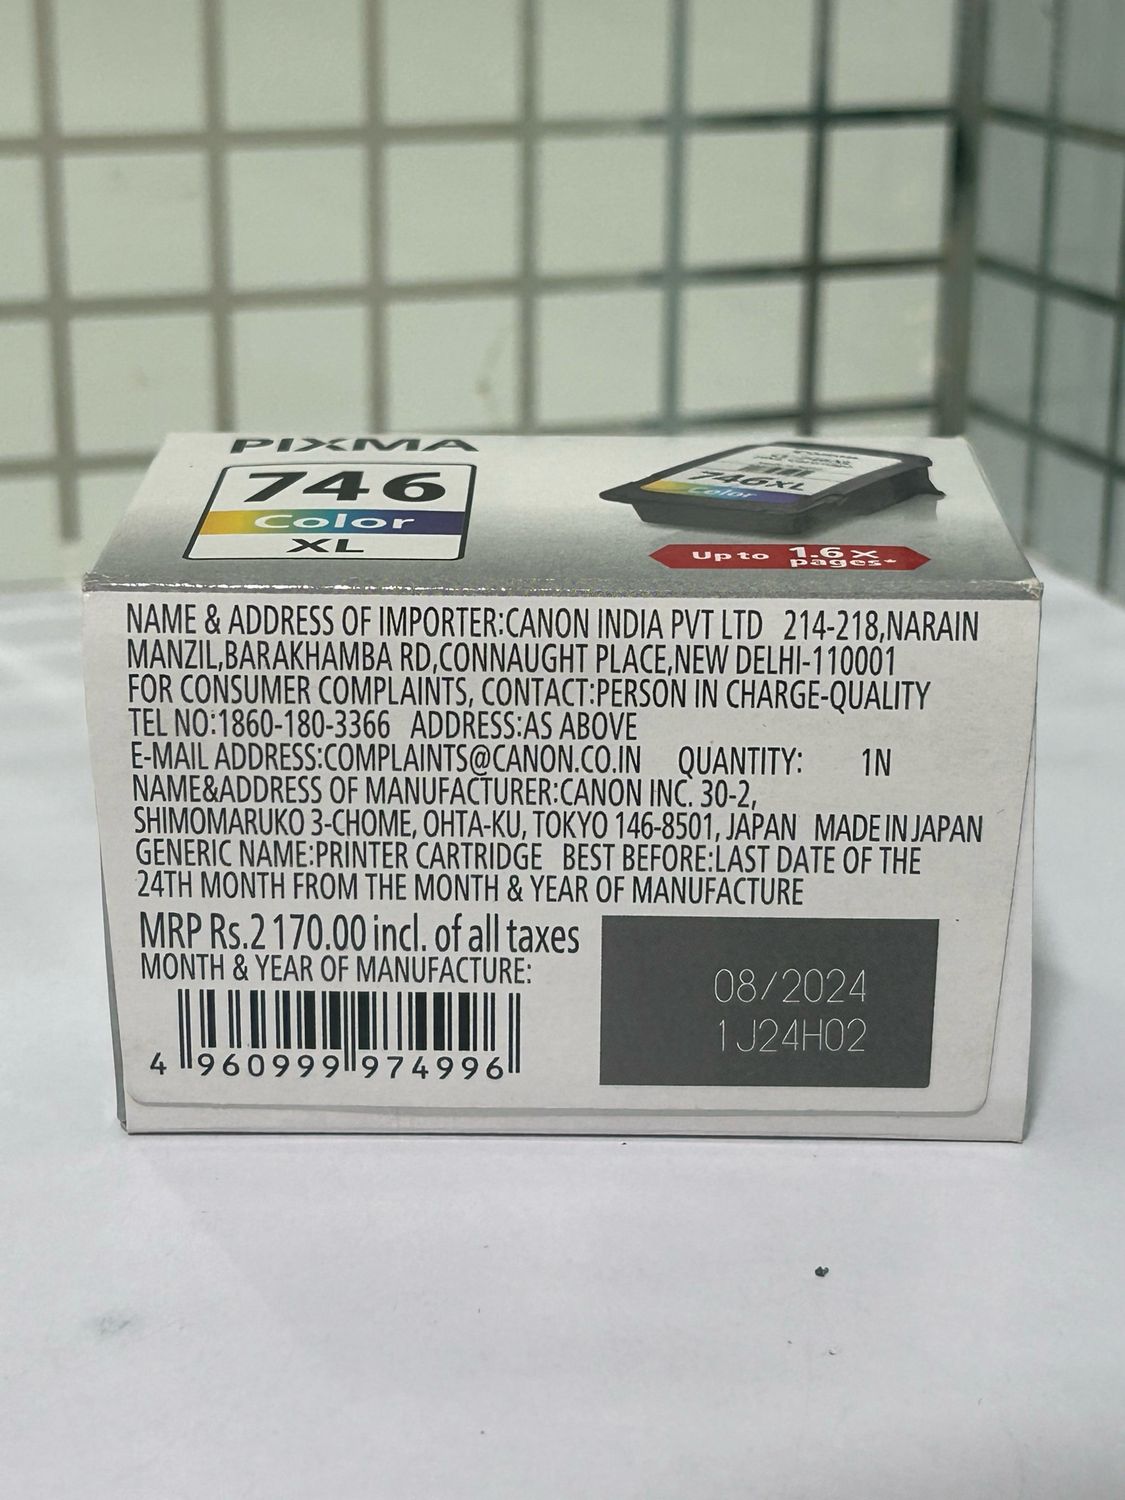 PIXMA
746
Color
XL
746XL
Color
Up to 1.6x
pages*
NAME & ADDRESS OF IMPORTER:CANON INDIA PVT LTD 214-218,NARAIN
MANZIL,BARAKHAMBA RD,CONNAUGHT PLACE,NEW DELHI-110001
FOR CONSUMER COMPLAINTS, CONTACT:PERSON IN CHARGE-QUALITY
TEL NO:1860-180-3366 ADDRESS:AS ABOVE
E-MAIL ADDRESS:COMPLAINTS@CANON.CO.IN QUANTITY: 1N
NAME&ADDRESS OF MANUFACTURER:CANON INC. 30-2,
SHIMOMARUKO 3-CHOME, OHTA-KU, TOKYO 146-8501, JAPAN MADE IN JAPAN
GENERIC NAME:PRINTER CARTRIDGE BEST BEFORE:LAST DATE OF THE
24TH MONTH FROM THE MONTH & YEAR OF MANUFACTURE
MRP Rs.2170.00 incl. of all taxes
MONTH & YEAR OF MANUFACTURE:
08/2024
1J24H02
4 960999 974996